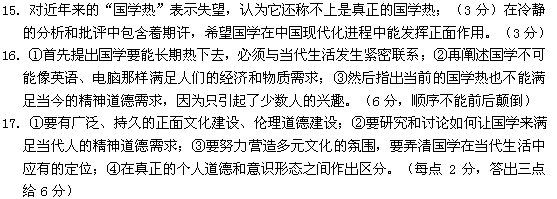 15. 对近年来的“国学热”表示失望，认为它还称不上是真正的国学热；（3 分）在冷静
的分析和批评中包含着期许，希望国学在中国现代化进程中能发挥正面作用。（3 分）
16. ①首先提出国学要能长期热下去，必须与当代生活发生紧密联系；②再阐述国学不可
能像英语、电脑那样满足人们的经济和物质需求；③然后指出当前的国学热也不能满
足当今的精神道德需求，因为只引起了少数人的兴趣。（6 分，顺序不能前后颠倒）
17. ①要有广泛、持久的正面文化建设、伦理道德建设；②要研究和讨论如何让国学来满
足当代人的精神道德需求；③要努力营造多元文化的氛围，要弄清国学在当代生活中
应有的定位；④在真正的个人道德和意识形态之间作出区分。（每点 2 分，答出三点
给 6 分）